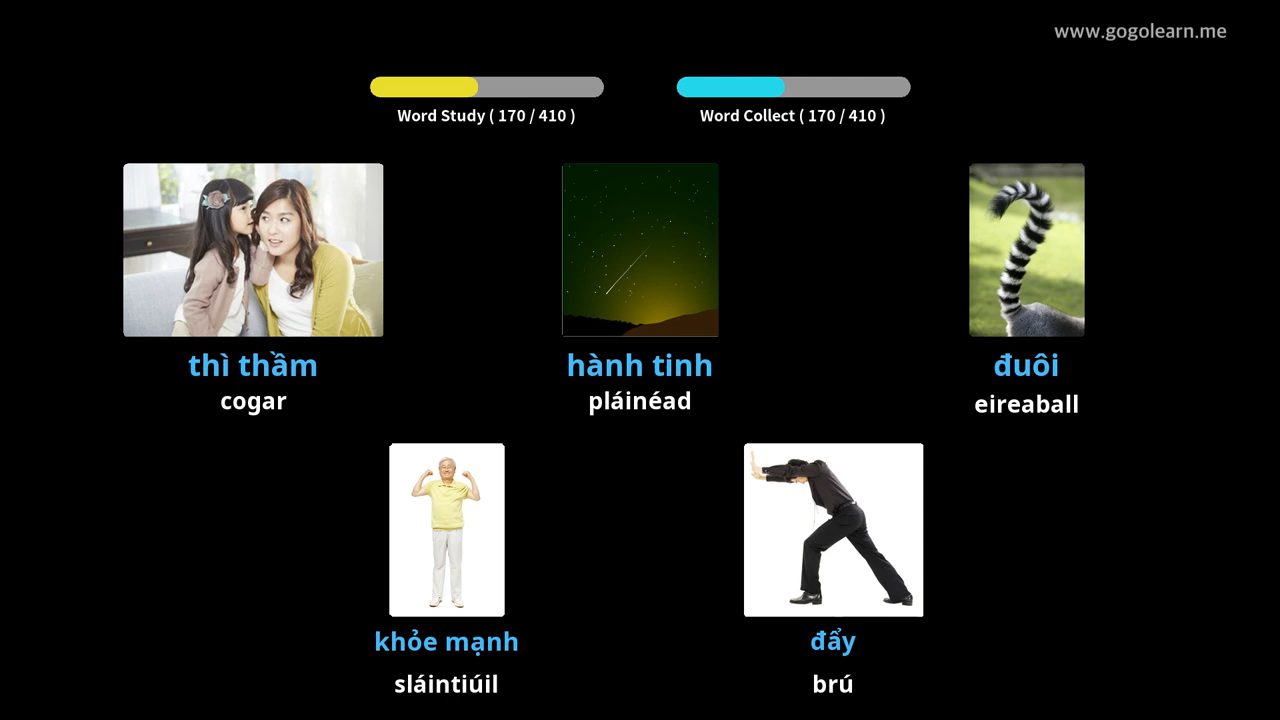 www.gogolearn.me
Word Study ( 170 / 410 )
Word Collect ( 170 / 410 )
thì thầm
cogar
hành tinh
pláinéad
đuôi
eireaball
khỏe mạnh
sláintiúil
đẩy
brú